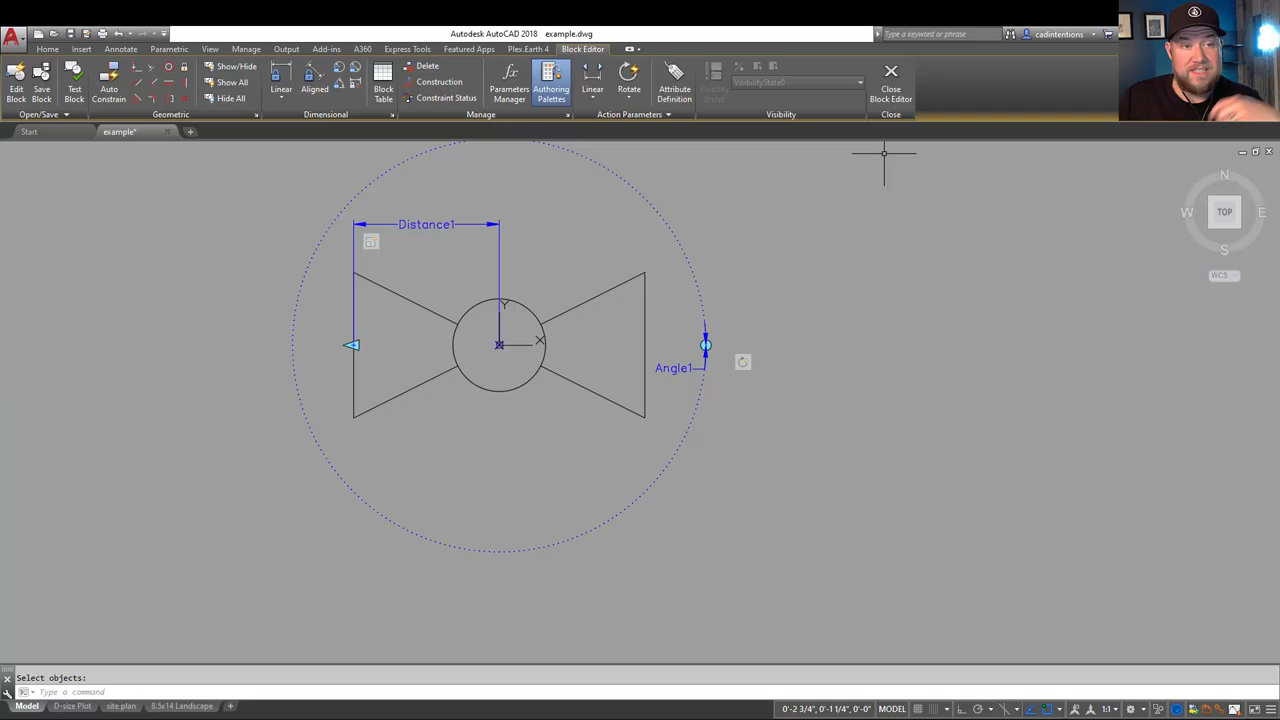 Autodesk AutoCAD 2018 example.dwg
Type a keyword or phrase
cadintentions
Home Insert Annotate Parametric View Manage Output Add-ins A360 Express Tools Featured Apps Plex.Earth 4 Block Editor
Edit Block
Save Block
Test Block
Auto Constrain
Show/Hide
Show All
Hide All
Linear
Aligned
Block Table
Delete
Construction
Constraint Status
Parameters Manager
Authoring Palettes
Linear
Rotate
Attribute Definition
Visibility States
VisibilityState0
Close Block Editor
Open/Save Geometric Dimensional Manage Action Parameters Visibility Close
Start example*
N
W TOP E
S
WCS
Distance1
Y
X
Angle1
Select objects:
Type a command
Model D-size Plot site plan 8.5x14 Landscape
0'-2 3/4", 0'-1 1/4", 0'-0" MODEL 1:1